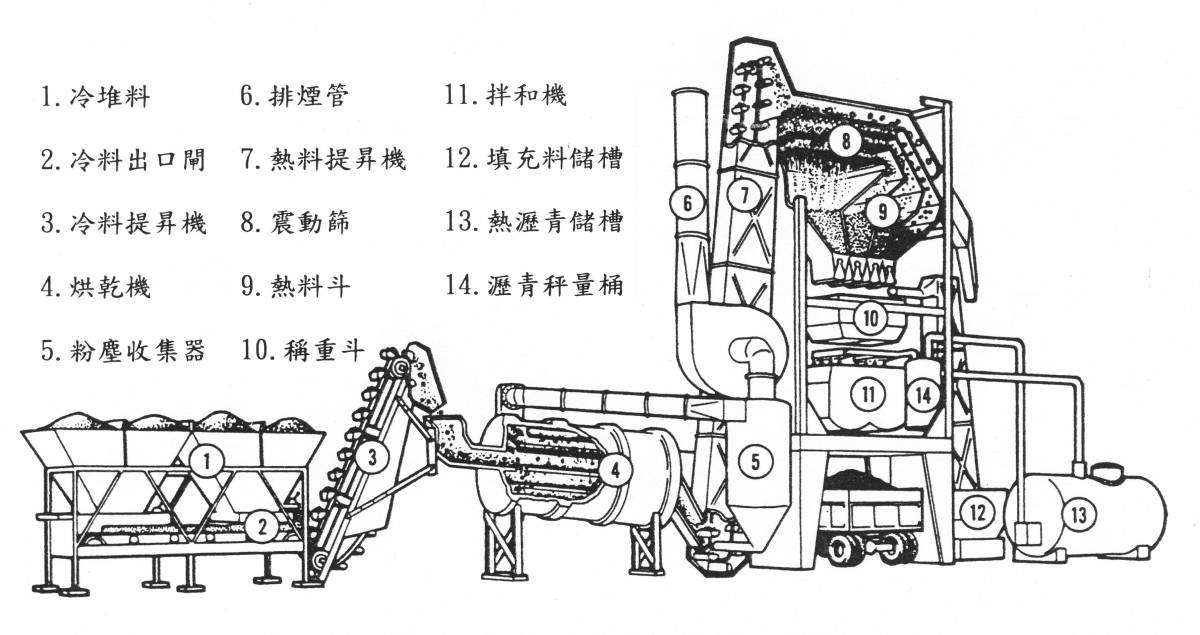 1.冷堆料
2.冷料出口閘
3.冷料提昇機
4.烘乾機
5.粉塵收集器
6.排煙管
7.熱料提昇機
8.震動篩
9.熱料斗
10.稱重斗
11.拌和機
12.填充料儲槽
13.熱瀝青儲槽
14.瀝青秤量桶
6
7
8
9
10
11
14
1
2
3
4
5
12
13